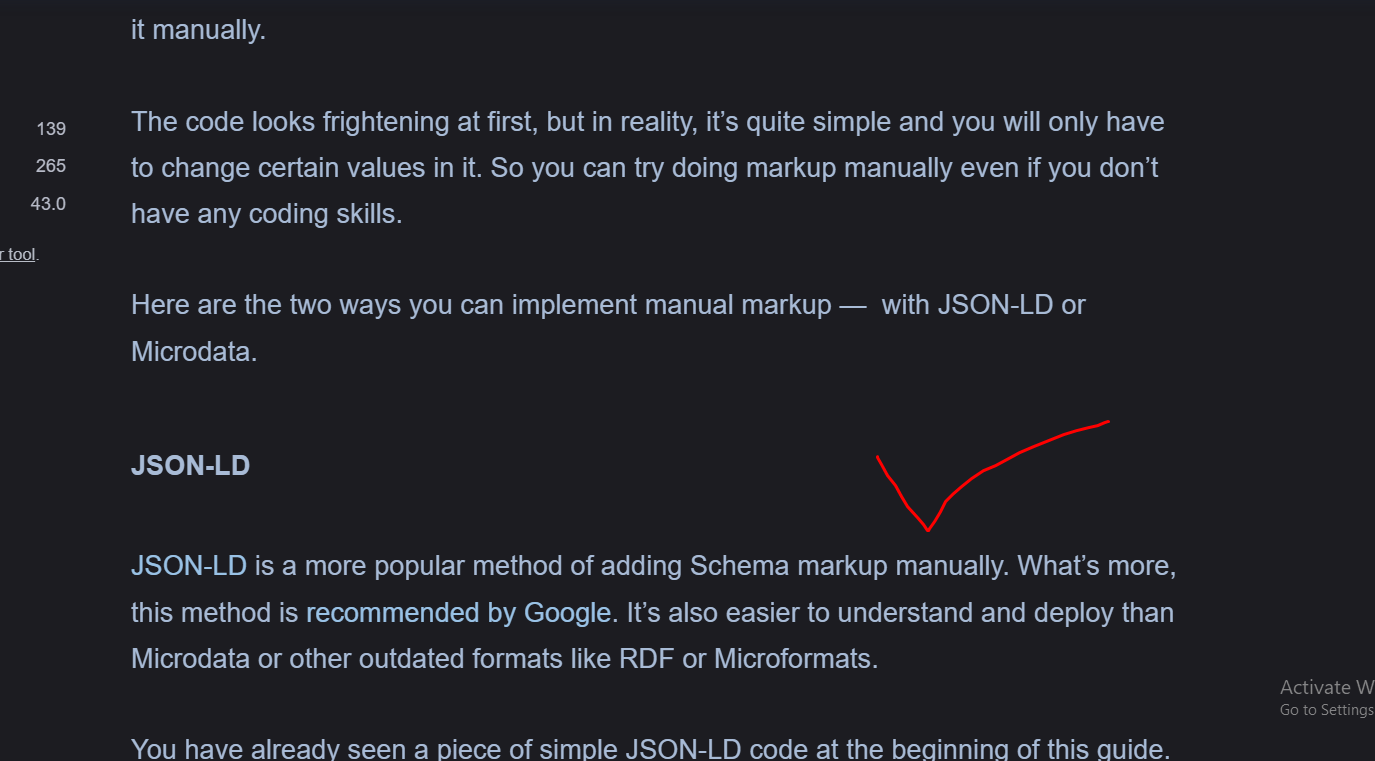 it manually.
139
265
43.0
r tool.
The code looks frightening at first, but in reality, it’s quite simple and you will only have
to change certain values in it. So you can try doing markup manually even if you don’t
have any coding skills.
Here are the two ways you can implement manual markup —  with JSON-LD or
Microdata.
JSON-LD
JSON-LD is a more popular method of adding Schema markup manually. What’s more,
this method is recommended by Google. It’s also easier to understand and deploy than
Microdata or other outdated formats like RDF or Microformats.
Activate W
Go to Settings
You have already seen a piece of simple JSON-LD code at the beginning of this guide.